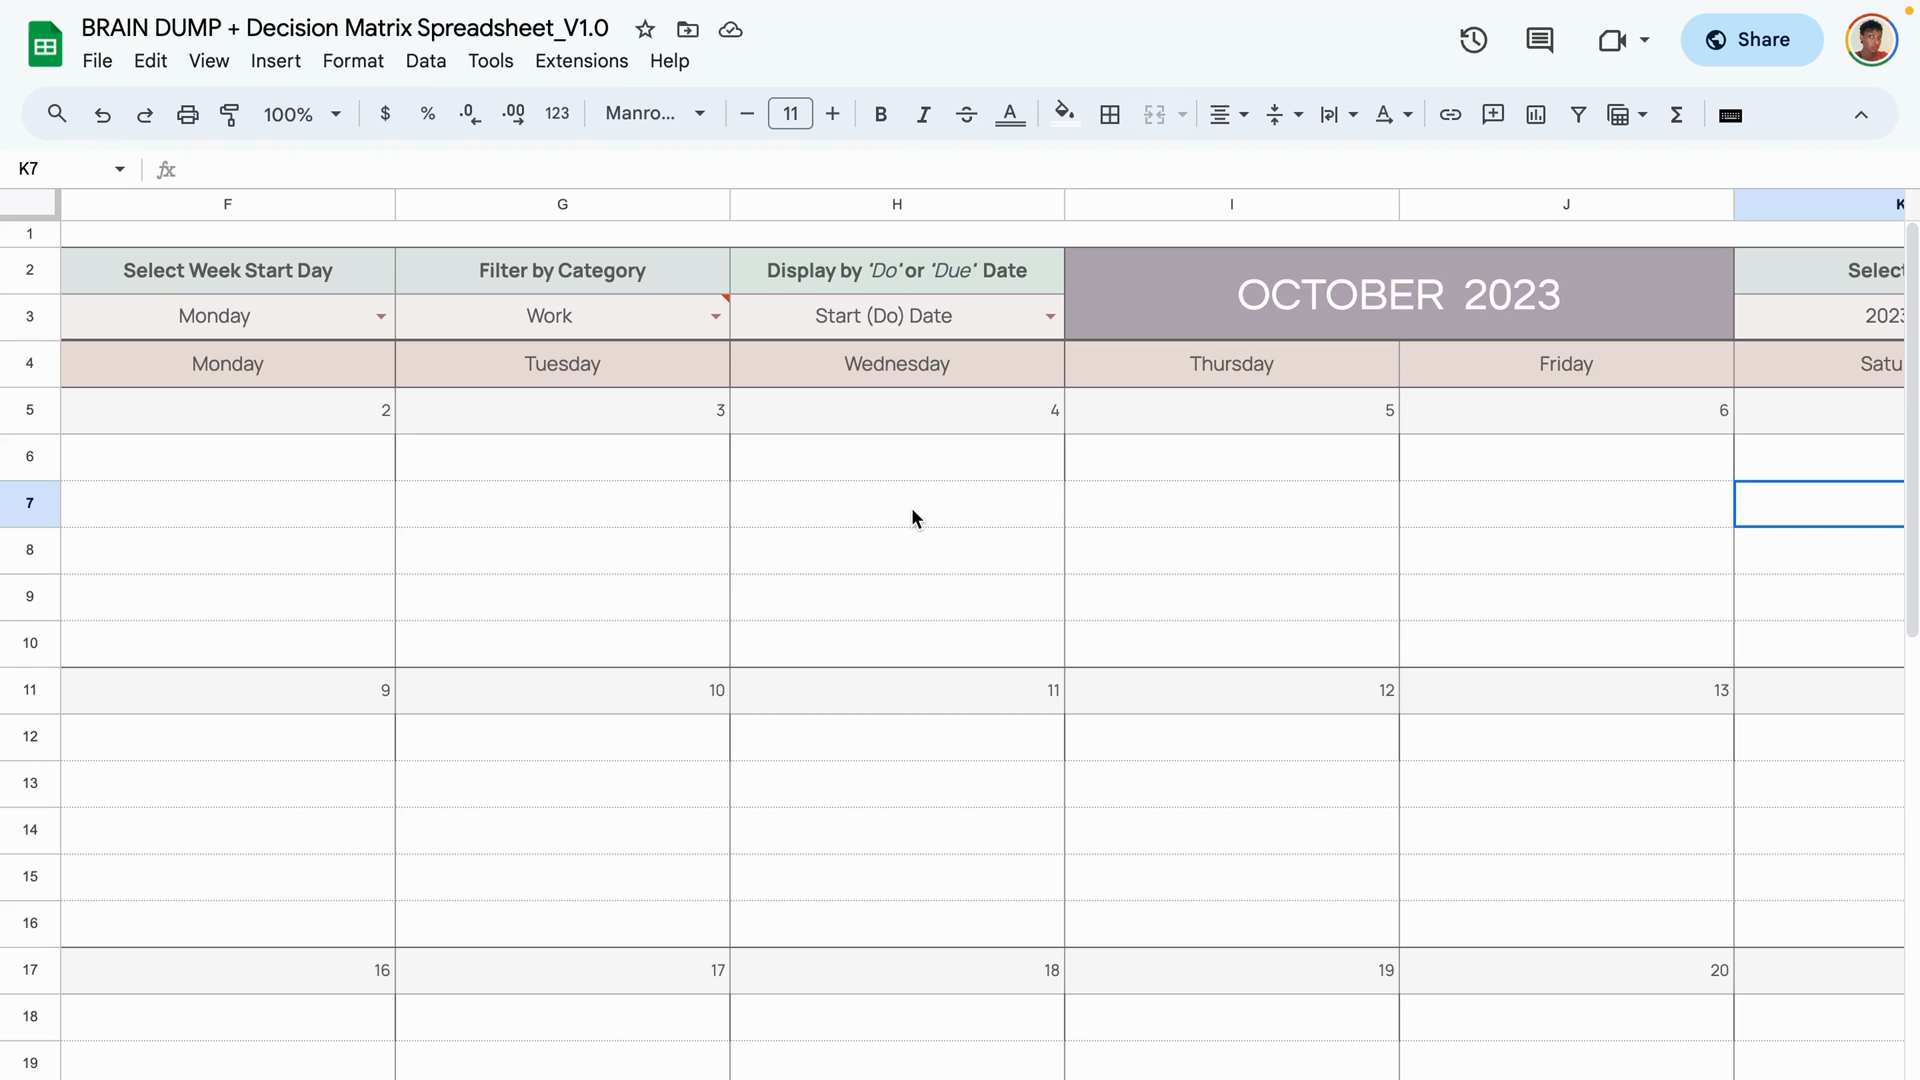 BRAIN DUMP + Decision Matrix Spreadsheet_V1.0
File Edit View Insert Format Data Tools Extensions Help
Share
100% $ % .0 .00 123 Manro... 11 B I A
K7 fx
F G H I J K
1
2 Select Week Start Day Filter by Category Display by 'Do' or 'Due' Date OCTOBER 2023 Select
3 Monday Work Start (Do) Date 2023
4 Monday Tuesday Wednesday Thursday Friday Satu
5 2 3 4 5 6
6
7
8
9
10
11 9 10 11 12 13
12
13
14
15
16
17 16 17 18 19 20
18
19